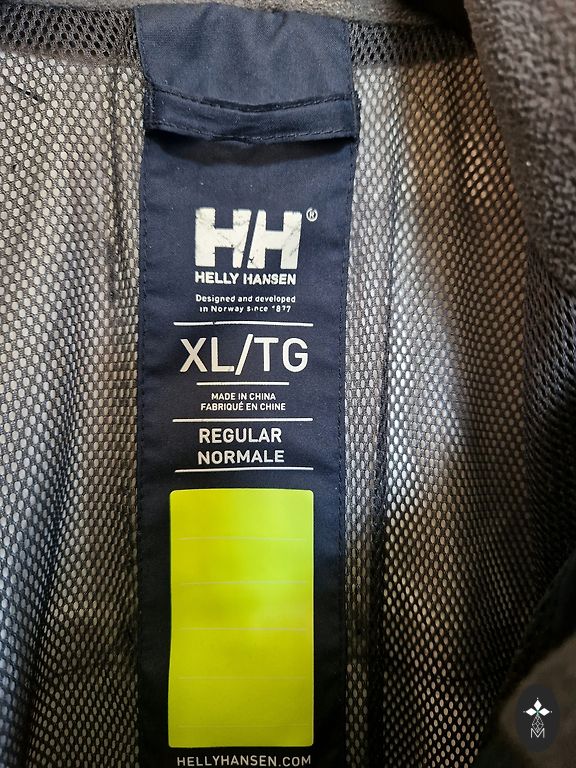 HH®
HELLY HANSEN
Designed and developed
in Norway since 1877
XL/TG
MADE IN CHINA
FABRIQUÉ EN CHINE
REGULAR
NORMALE
HELLYHANSEN.COM
M